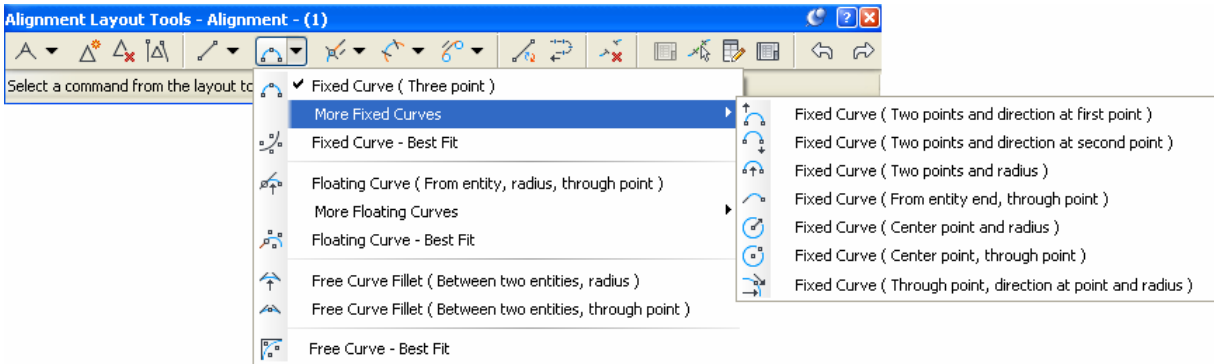 Alignment Layout Tools - Alignment - (1)
Select a command from the layout to
Fixed Curve ( Three point )
More Fixed Curves
Fixed Curve - Best Fit
Floating Curve ( From entity, radius, through point )
More Floating Curves
Floating Curve - Best Fit
Free Curve Fillet ( Between two entities, radius )
Free Curve Fillet ( Between two entities, through point )
Free Curve - Best Fit
Fixed Curve ( Two points and direction at first point )
Fixed Curve ( Two points and direction at second point )
Fixed Curve ( Two points and radius )
Fixed Curve ( From entity end, through point )
Fixed Curve ( Center point and radius )
Fixed Curve ( Center point, through point )
Fixed Curve ( Through point, direction at point and radius )